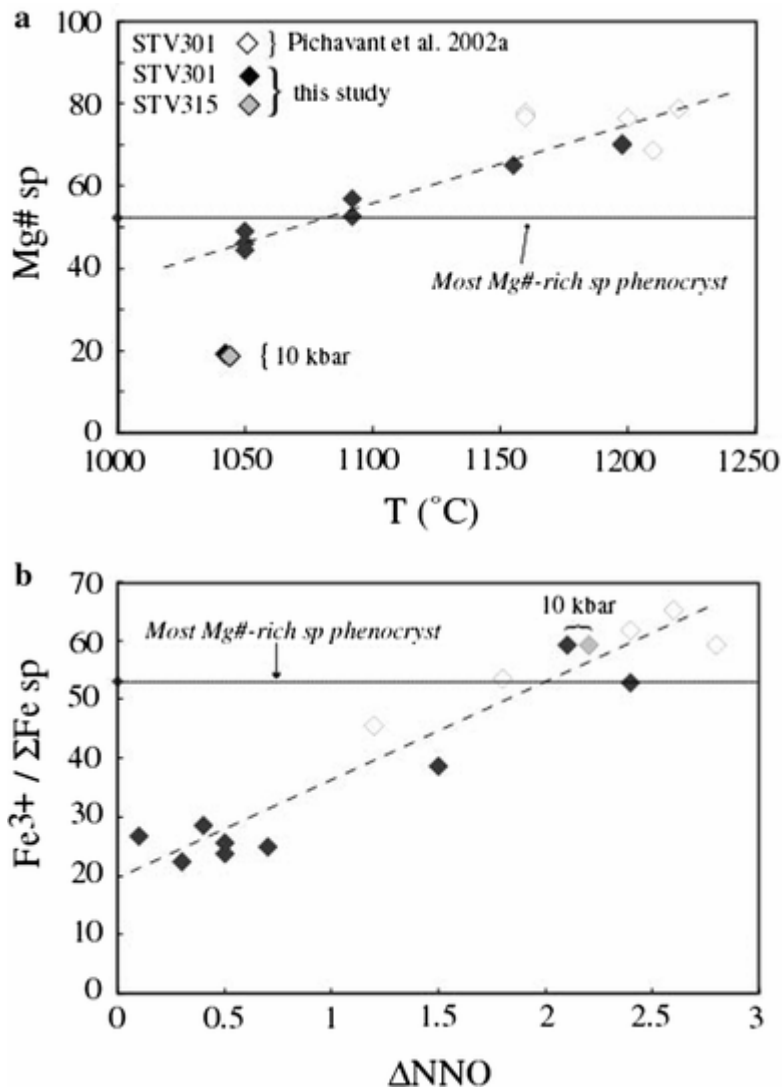 a
100
80
60
40
20
0
STV301 } Pichavant et al. 2002a
STV301
STV315 } this study
Most Mg#-rich sp phenocryst
{ 10 kbar
Mg# sp
1000 1050 1100 1150 1200 1250
T (°C)
b
70
60
50
40
30
20
10
0
10 kbar
Most Mg#-rich sp phenocryst
Fe3+ / ΣFe sp
0 0.5 1 1.5 2 2.5 3
ΔNNO